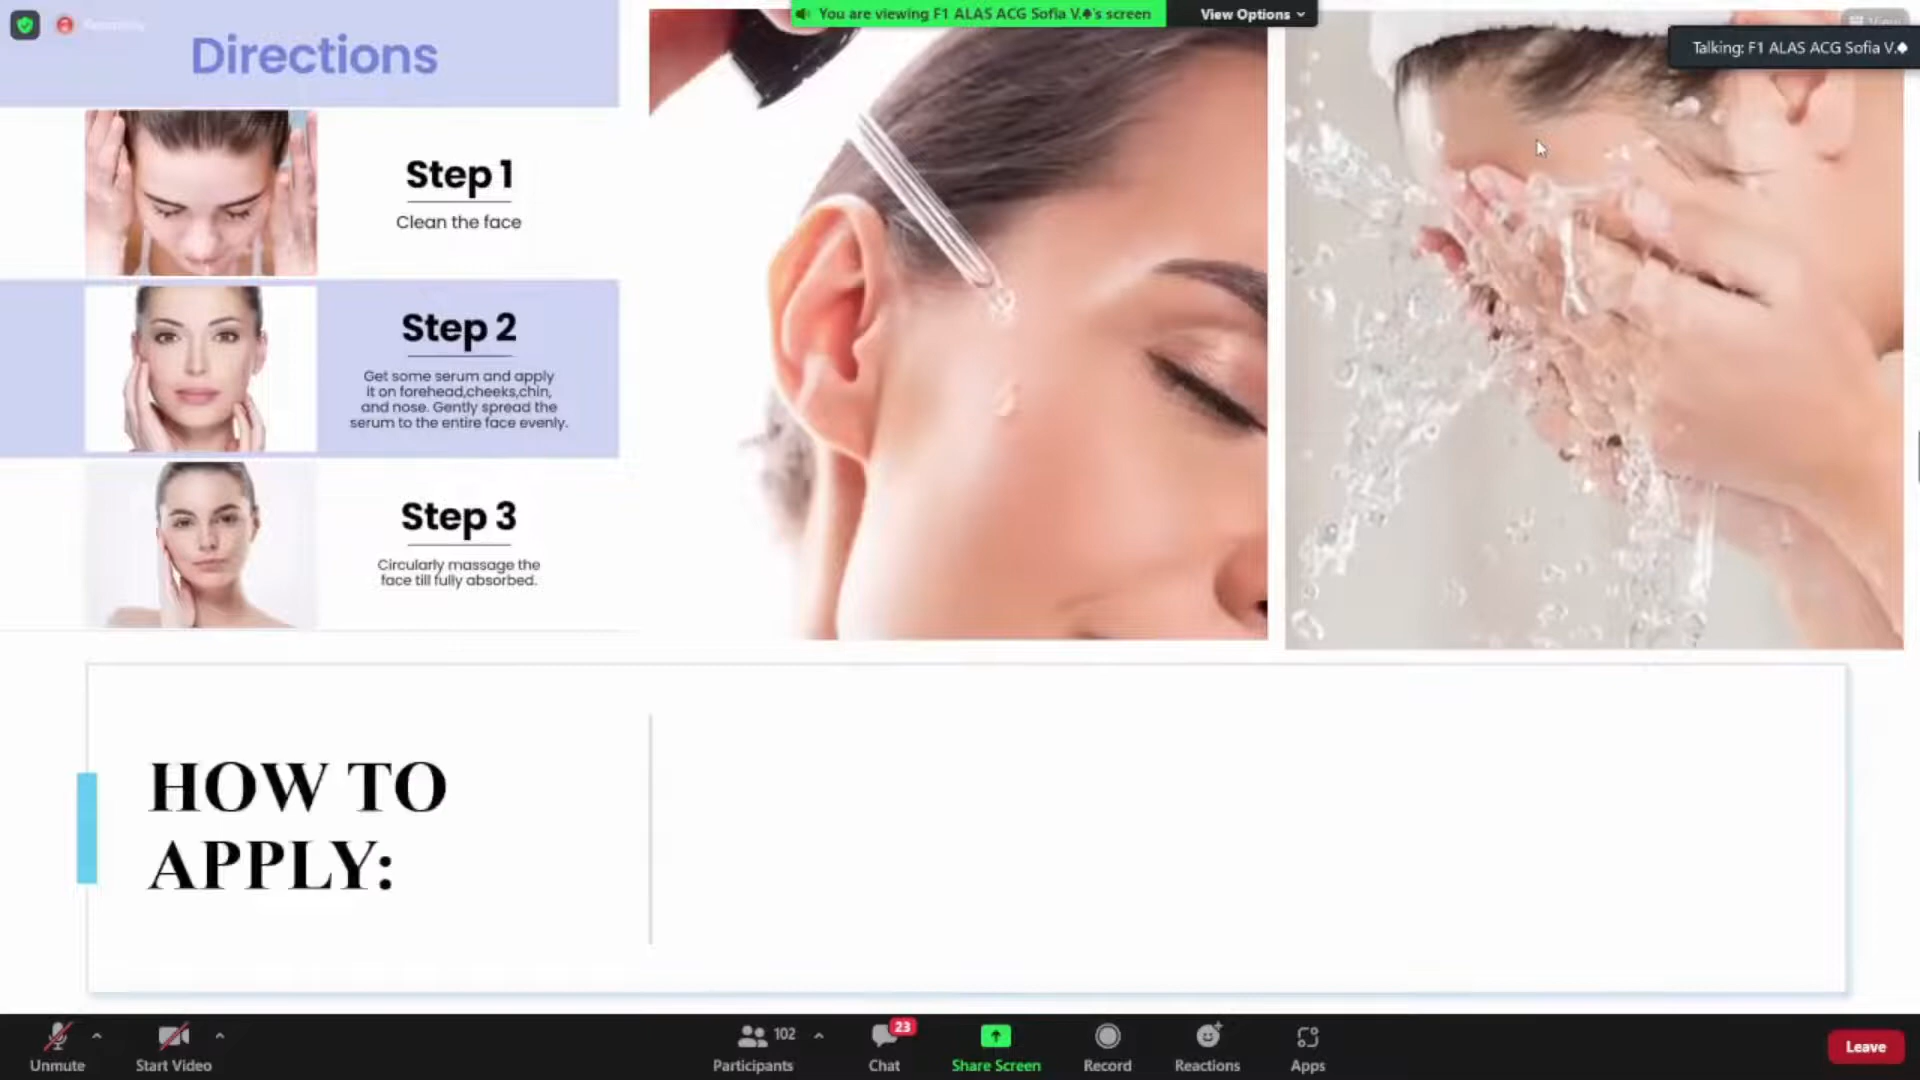 You are viewing F1 ALAS ACG Sofia V.♠'s screen
View Options
View
Talking: F1 ALAS ACG Sofia V.♠
Directions
Step 1
Clean the face
Step 2
Get some serum and apply
it on forehead,cheeks,chin,
and nose. Gently spread the
serum to the entire face evenly.
Step 3
Circularly massage the
face till fully absorbed.
HOW TO
APPLY:
Unmute
Start Video
102
Participants
23
Chat
Share Screen
Record
Reactions
Apps
Leave